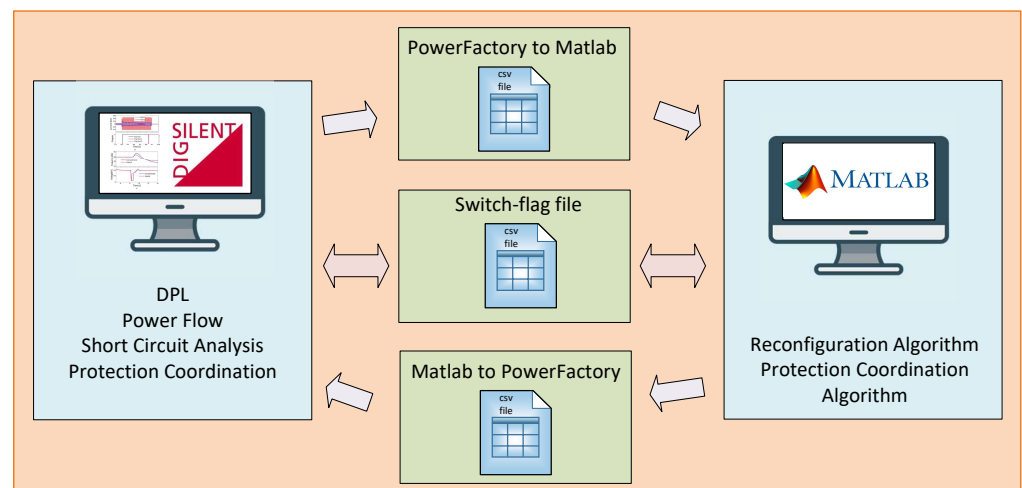 PowerFactory to Matlab
csv
file
SILENT
DIG
MATLAB
Switch-flag file
csv
file
DPL
Power Flow
Short Circuit Analysis
Protection Coordination
Reconfiguration Algorithm
Protection Coordination
Algorithm
Matlab to PowerFactory
csv
file